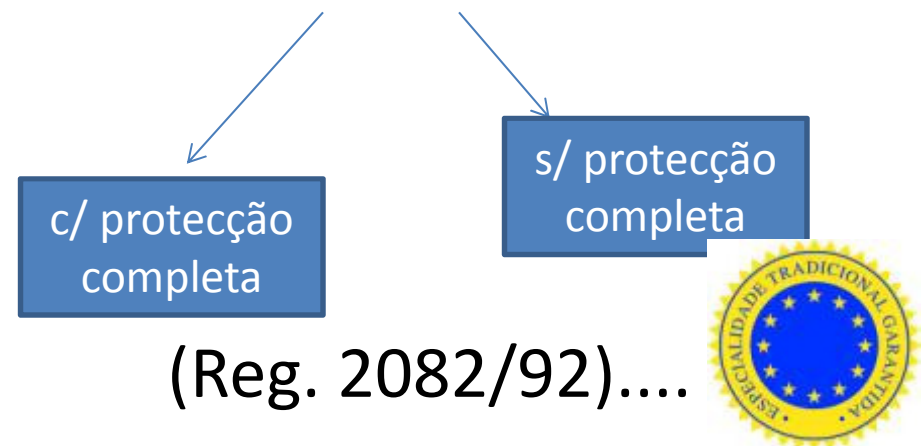 c/ protecção
completa
s/ protecção
completa
(Reg. 2082/92)....
ESPECIALIDADE TRADICIONAL GARANTIDA